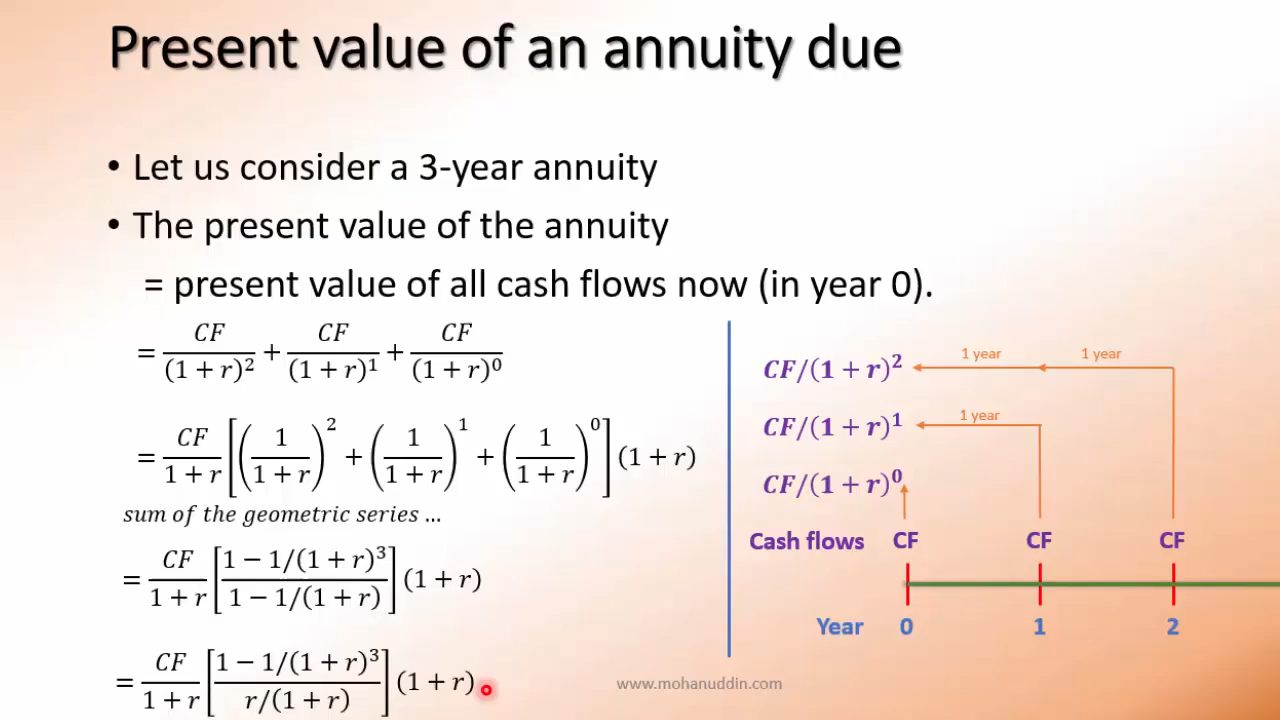 Present value of an annuity due
• Let us consider a 3-year annuity
• The present value of the annuity
= present value of all cash flows now (in year 0).
= CF/(1 + r)² + CF/(1 + r)¹ + CF/(1 + r)⁰
= CF/(1 + r) [(1/(1 + r))² + (1/(1 + r))¹ + (1/(1 + r))⁰] (1 + r)
sum of the geometric series ...
= CF/(1 + r) [(1 − 1/(1 + r)³)/(1 − 1/(1 + r))] (1 + r)
= CF/(1 + r) [(1 − 1/(1 + r)³)/(r/(1 + r))] (1 + r)
1 year 1 year
CF/(1 + r)²
1 year
CF/(1 + r)¹
CF/(1 + r)⁰
Cash flows CF CF CF
Year 0 1 2
www.mohanuddin.com